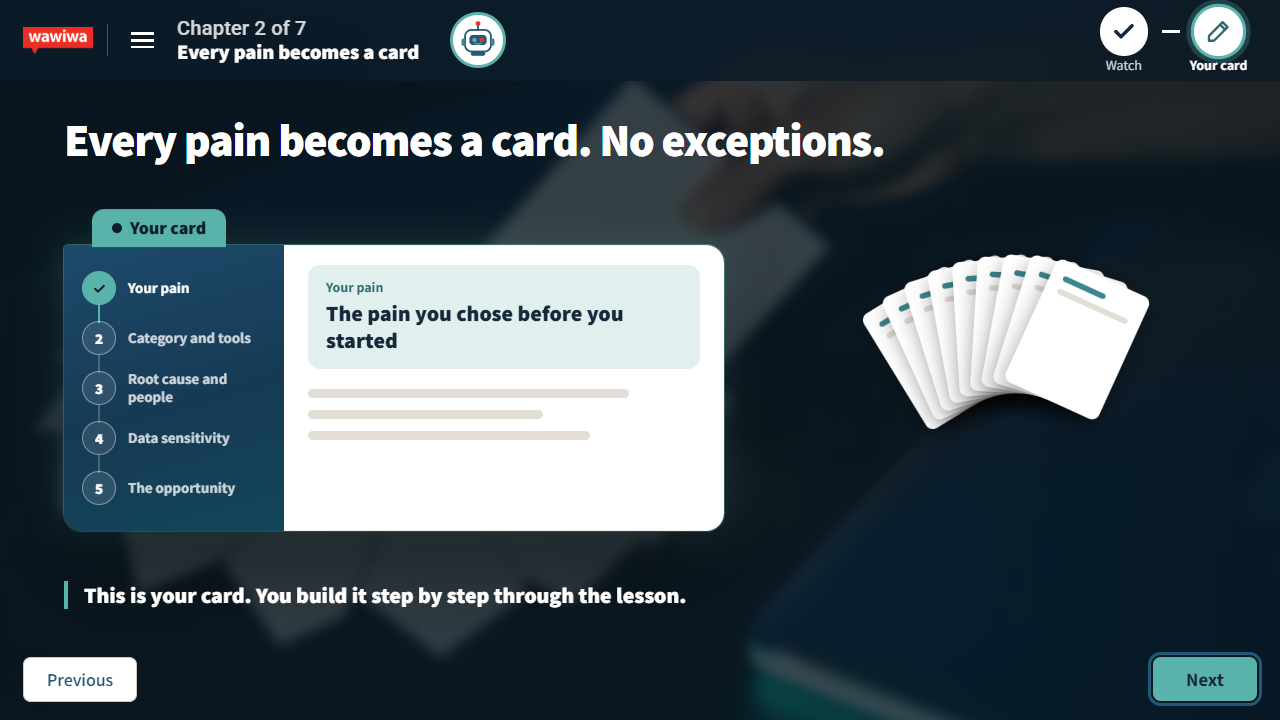 wawiwa
Chapter 2 of 7
Every pain becomes a card
Watch
Your card
Every pain becomes a card. No exceptions.
Your card
Your pain
2
Category and tools
3
Root cause and
people
4
Data sensitivity
5
The opportunity
Your pain
The pain you chose before you
started
This is your card. You build it step by step through the lesson.
Previous
Next